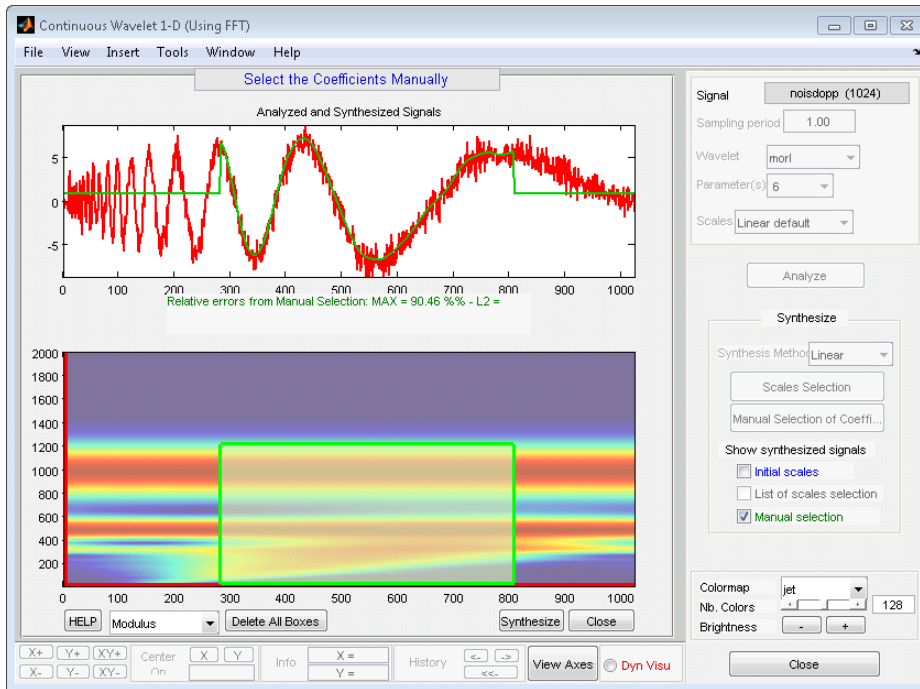 Continuous Wavelet 1-D (Using FFT)
File View Insert Tools Window Help
Select the Coefficients Manually
Analyzed and Synthesized Signals
5
0
-5
0 100 200 300 400 500 600 700 800 900 1000
Relative errors from Manual Selection: MAX = 90.46 %% - L2 =
2000
1800
1600
1400
1200
1000
800
600
400
200
0 100 200 300 400 500 600 700 800 900 1000
HELP Modulus Delete All Boxes Synthesize Close
X+ Y+ XY+
X- Y- XY-
Center
On
X Y
Info
X =
Y =
History
<- ->
<<-
View Axes
Dyn Visu
Signal noisdopp (1024)
Sampling period 1.00
Wavelet morl
Parameter(s) 6
Scales Linear default
Analyze
Synthesize
Synthesis Method Linear
Scales Selection
Manual Selection of Coeffi...
Show synthesized signals
Initial scales
List of scales selection
Manual selection
Colormap jet
Nb. Colors 128
Brightness - +
Close